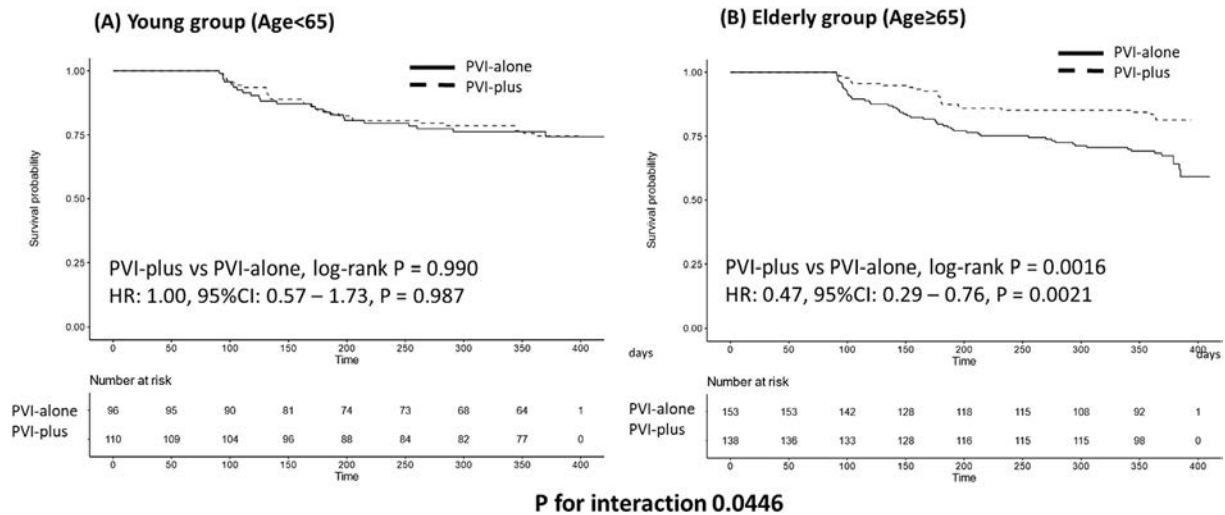 (A) Young group (Age<65)
PVI-alone
PVI-plus
1.00
0.75
0.50
0.25
0.00
Survival probability
PVI-plus vs PVI-alone, log-rank P = 0.990
HR: 1.00, 95%CI: 0.57 – 1.73, P = 0.987
0 50 100 150 200 250 300 350 400
Time
days
Number at risk
PVI-alone 96 95 90 81 74 73 68 64 1
PVI-plus 110 109 104 96 88 84 82 77 0
0 50 100 150 200 250 300 350 400
Time
(B) Elderly group (Age≥65)
PVI-alone
PVI-plus
1.00
0.75
0.50
0.25
0.00
Survival probability
PVI-plus vs PVI-alone, log-rank P = 0.0016
HR: 0.47, 95%CI: 0.29 – 0.76, P = 0.0021
0 50 100 150 200 250 300 350 400
Time
days
Number at risk
PVI-alone 153 153 142 128 118 115 108 92 1
PVI-plus 138 136 133 128 116 115 115 98 0
0 50 100 150 200 250 300 350 400
Time
P for interaction 0.0446